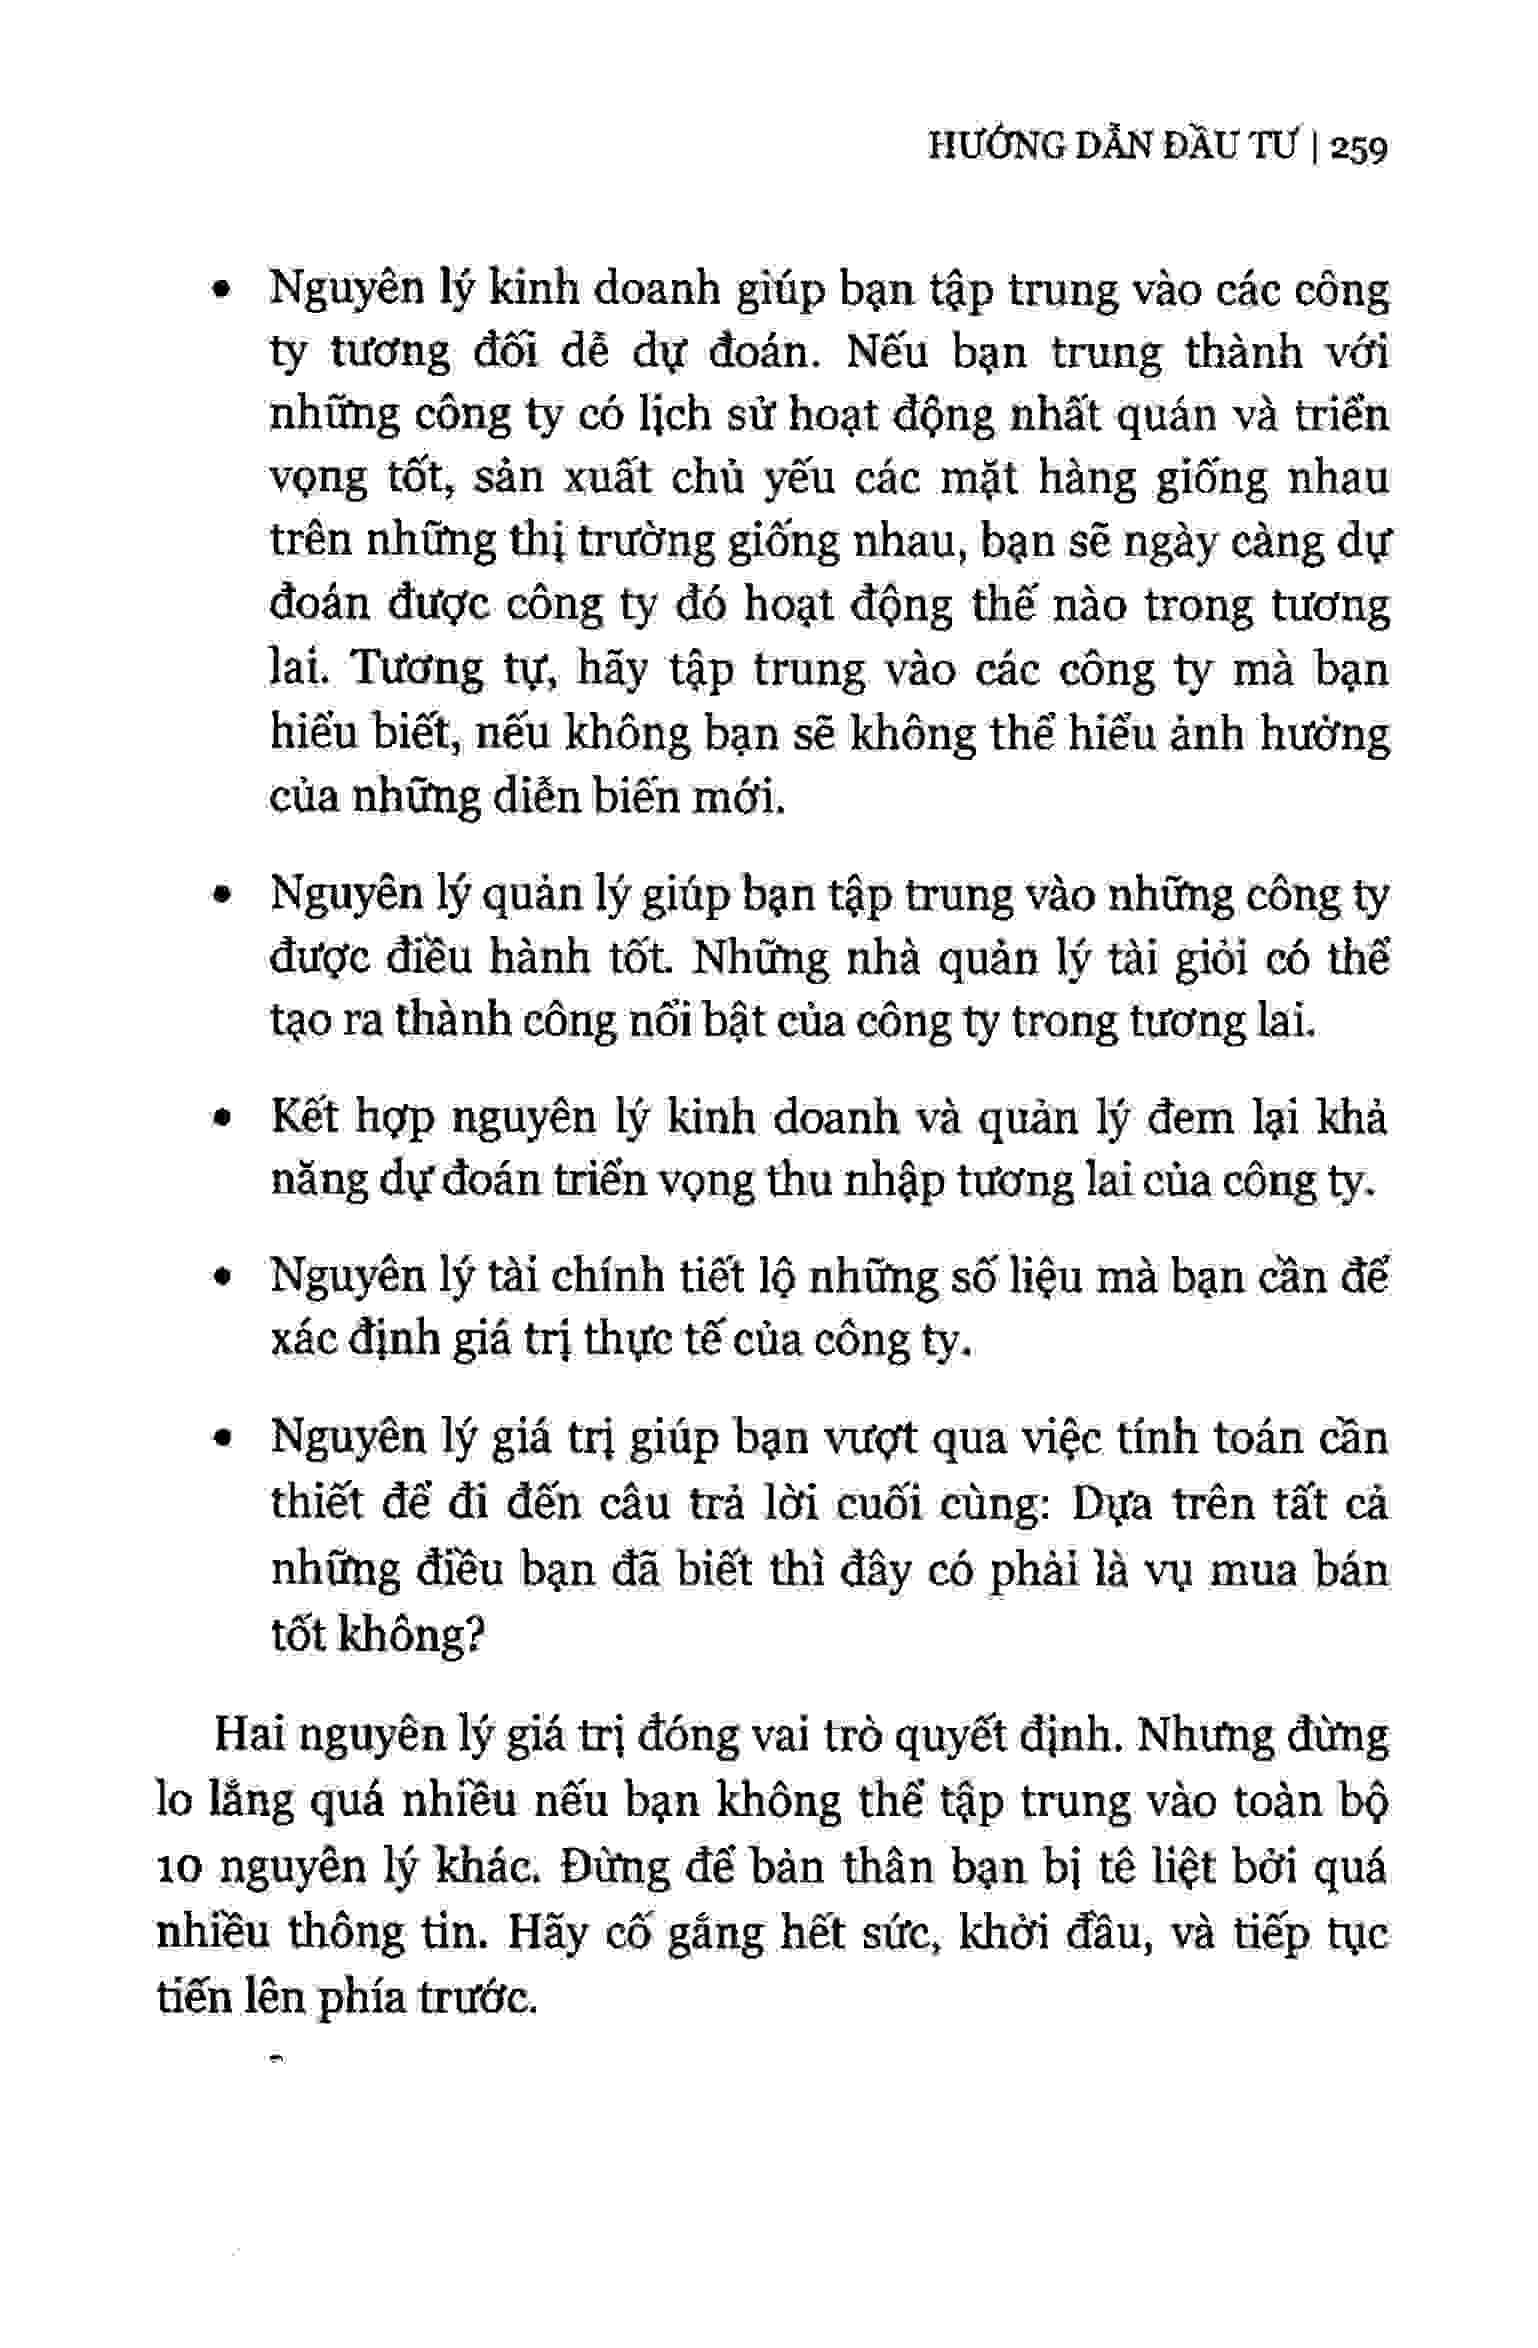 HƯỚNG DẪN ĐẦU TƯ | 259
• Nguyên lý kinh doanh giúp bạn tập trung vào các công
ty tương đối dễ dự đoán. Nếu bạn trung thành với
những công ty có lịch sử hoạt động nhất quán và triển
vọng tốt, sản xuất chủ yếu các mặt hàng giống nhau
trên những thị trường giống nhau, bạn sẽ ngày càng dự
đoán được công ty đó hoạt động thế nào trong tương
lai. Tương tự, hãy tập trung vào các công ty mà bạn
hiểu biết, nếu không bạn sẽ không thể hiểu ảnh hưởng
của những diễn biến mới.
• Nguyên lý quản lý giúp bạn tập trung vào những công ty
được điều hành tốt. Những nhà quản lý tài giỏi có thể
tạo ra thành công nổi bật của công ty trong tương lai.
• Kết hợp nguyên lý kinh doanh và quản lý đem lại khả
năng dự đoán triển vọng thu nhập tương lai của công ty.
• Nguyên lý tài chính tiết lộ những số liệu mà bạn cần để
xác định giá trị thực tế của công ty.
• Nguyên lý giá trị giúp bạn vượt qua việc tính toán cần
thiết để đi đến câu trả lời cuối cùng: Dựa trên tất cả
những điều bạn đã biết thì đây có phải là vụ mua bán
tốt không?
Hai nguyên lý giá trị đóng vai trò quyết định. Nhưng đừng
lo lắng quá nhiều nếu bạn không thể tập trung vào toàn bộ
10 nguyên lý khác. Đừng để bản thân bạn bị tê liệt bởi quá
nhiều thông tin. Hãy cố gắng hết sức, khởi đầu, và tiếp tục
tiến lên phía trước.